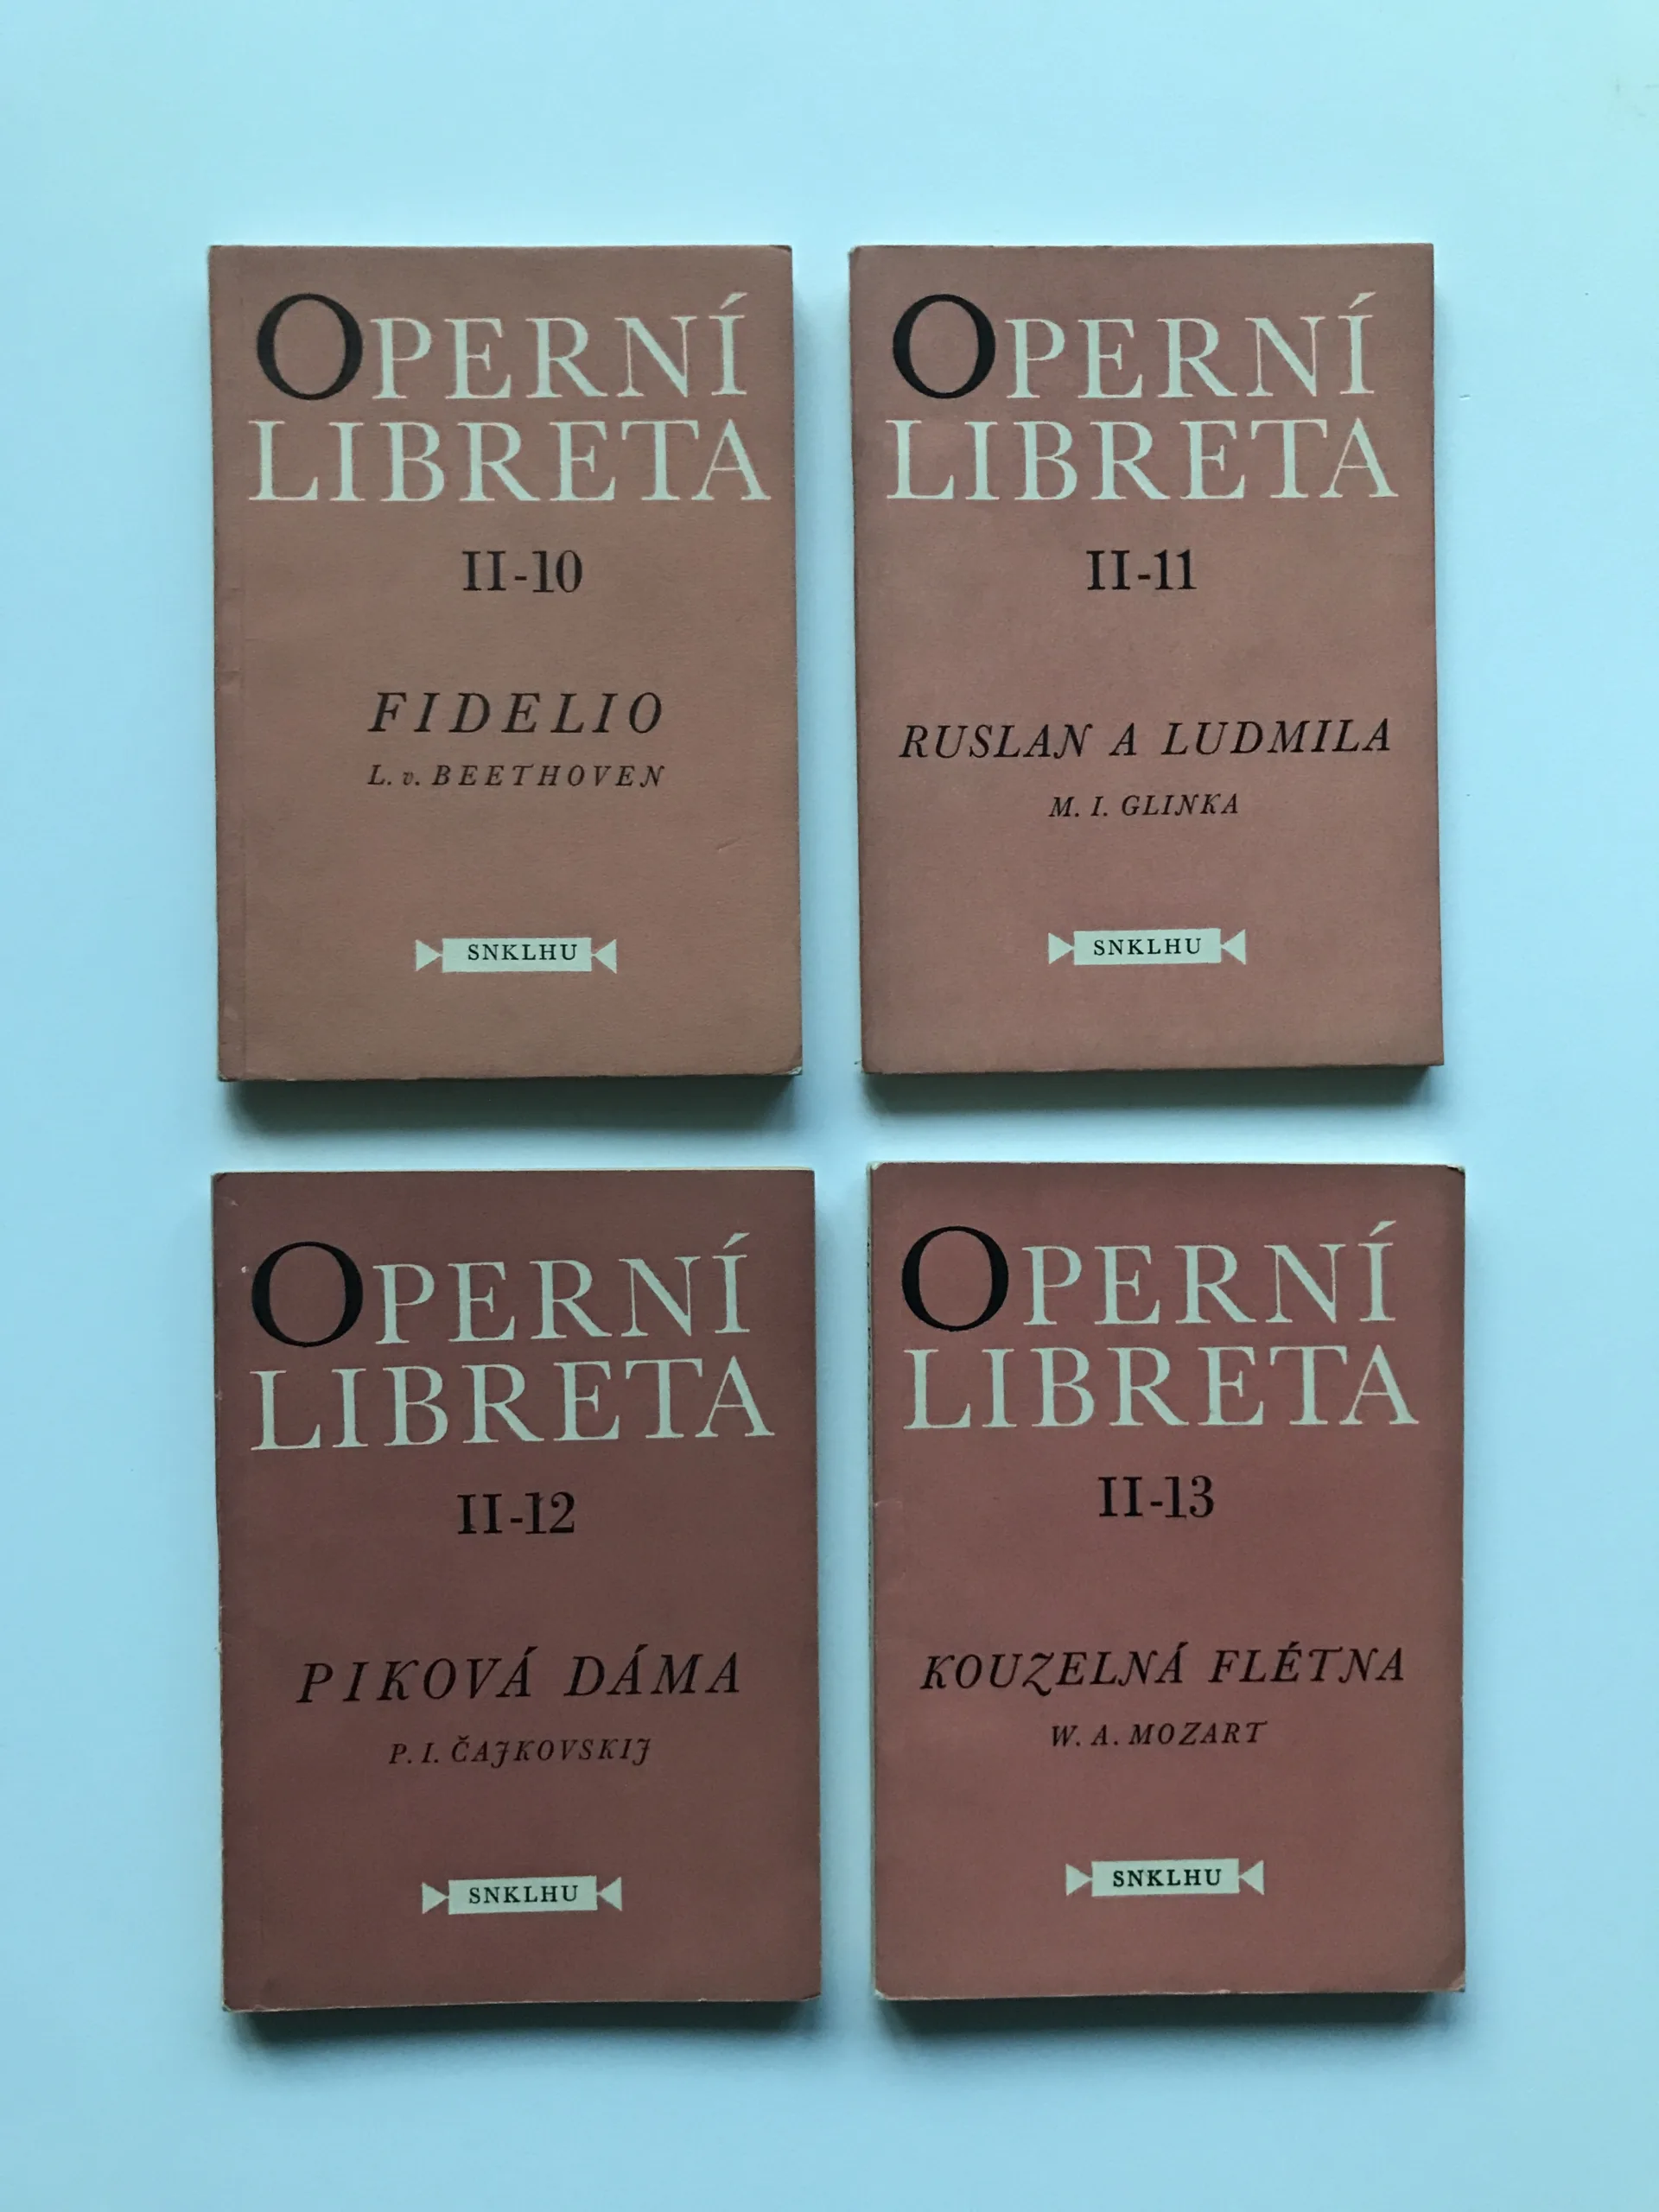 OPERNÍ
LIBRETA
II-10
FIDELIO
L. v. BEETHOVEN
SNKLHU
OPERNÍ
LIBRETA
II-11
RUSLAN A LUDMILA
M. I. GLINKA
SNKLHU
OPERNÍ
LIBRETA
II-12
PIKOVÁ DÁMA
P. I. ČAJKOVSKIJ
SNKLHU
OPERNÍ
LIBRETA
II-13
KOUZELNÁ FLÉTNA
W. A. MOZART
SNKLHU